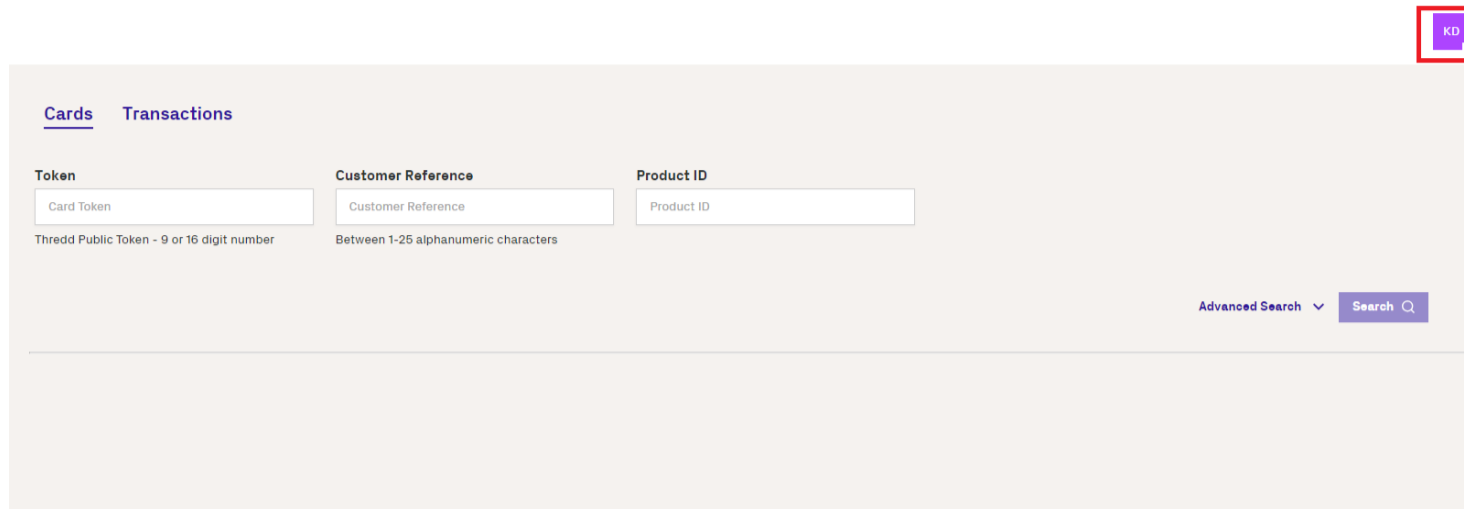 KD
Cards Transactions
Token Customer Reference Product ID
Card Token Customer Reference Product ID
Thredd Public Token - 9 or 16 digit number Between 1-25 alphanumeric characters
Advanced Search Search